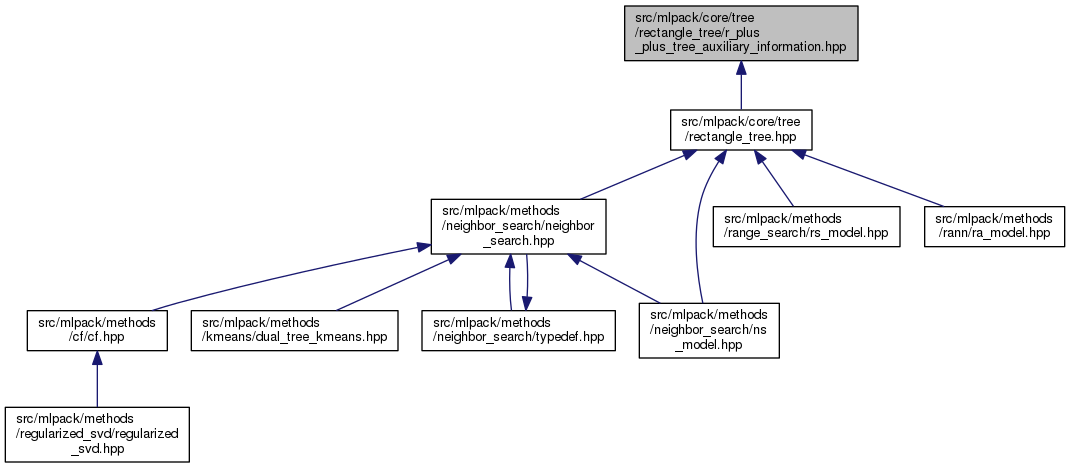 src/mlpack/core/tree
/rectangle_tree/r_plus
_plus_tree_auxiliary_information.hpp
src/mlpack/core/tree
/rectangle_tree.hpp
src/mlpack/methods
/neighbor_search/neighbor
_search.hpp
src/mlpack/methods
/range_search/rs_model.hpp
src/mlpack/methods
/rann/ra_model.hpp
src/mlpack/methods
/cf/cf.hpp
src/mlpack/methods
/kmeans/dual_tree_kmeans.hpp
src/mlpack/methods
/neighbor_search/typedef.hpp
src/mlpack/methods
/neighbor_search/ns
_model.hpp
src/mlpack/methods
/regularized_svd/regularized
_svd.hpp